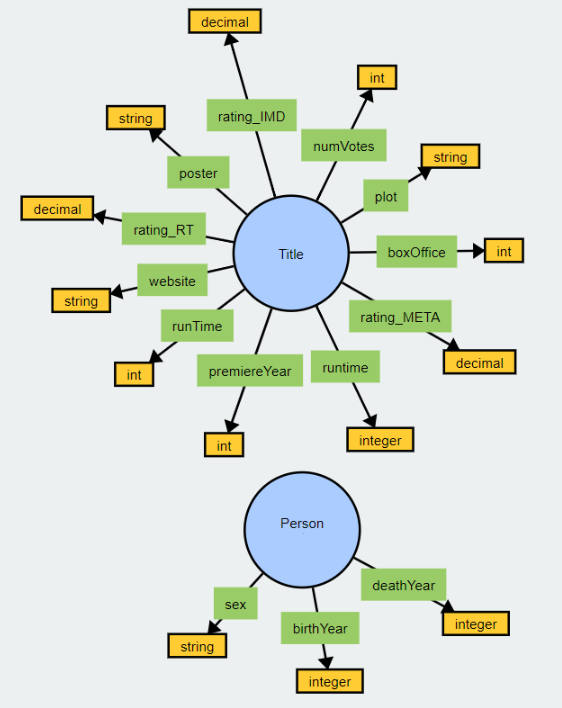 decimal
int
rating_IMD
string
numVotes
string
poster
plot
decimal
rating_RT
Title
boxOffice
int
website
string
rating_META
runTime
decimal
int
premiereYear
runtime
int
integer
Person
deathYear
sex
birthYear
integer
string
integer